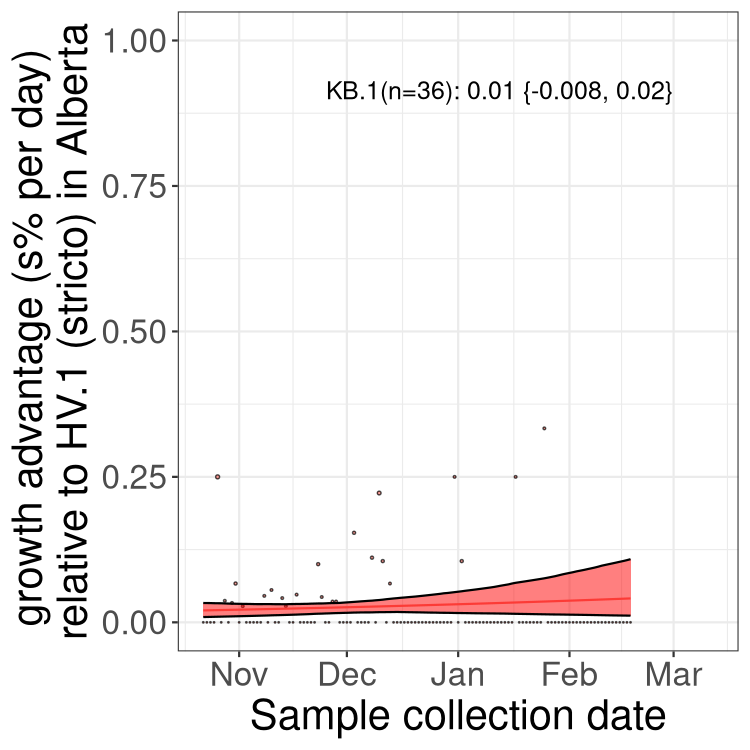 growth advantage (s% per day)
relative to HV.1 (stricto) in Alberta
1.00
0.75
0.50
0.25
0.00
KB.1(n=36): 0.01 {-0.008, 0.02}
Nov Dec Jan Feb Mar
Sample collection date